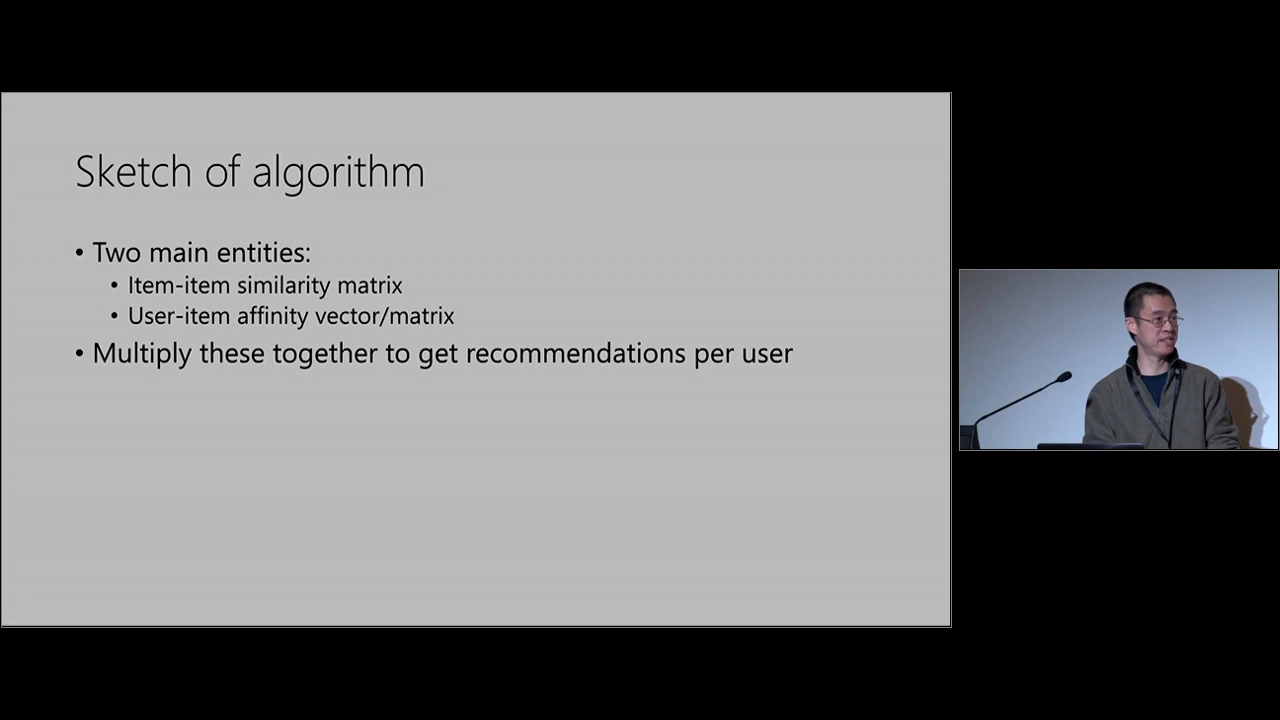 Sketch of algorithm
• Two main entities:
• Item-item similarity matrix
• User-item affinity vector/matrix
• Multiply these together to get recommendations per user